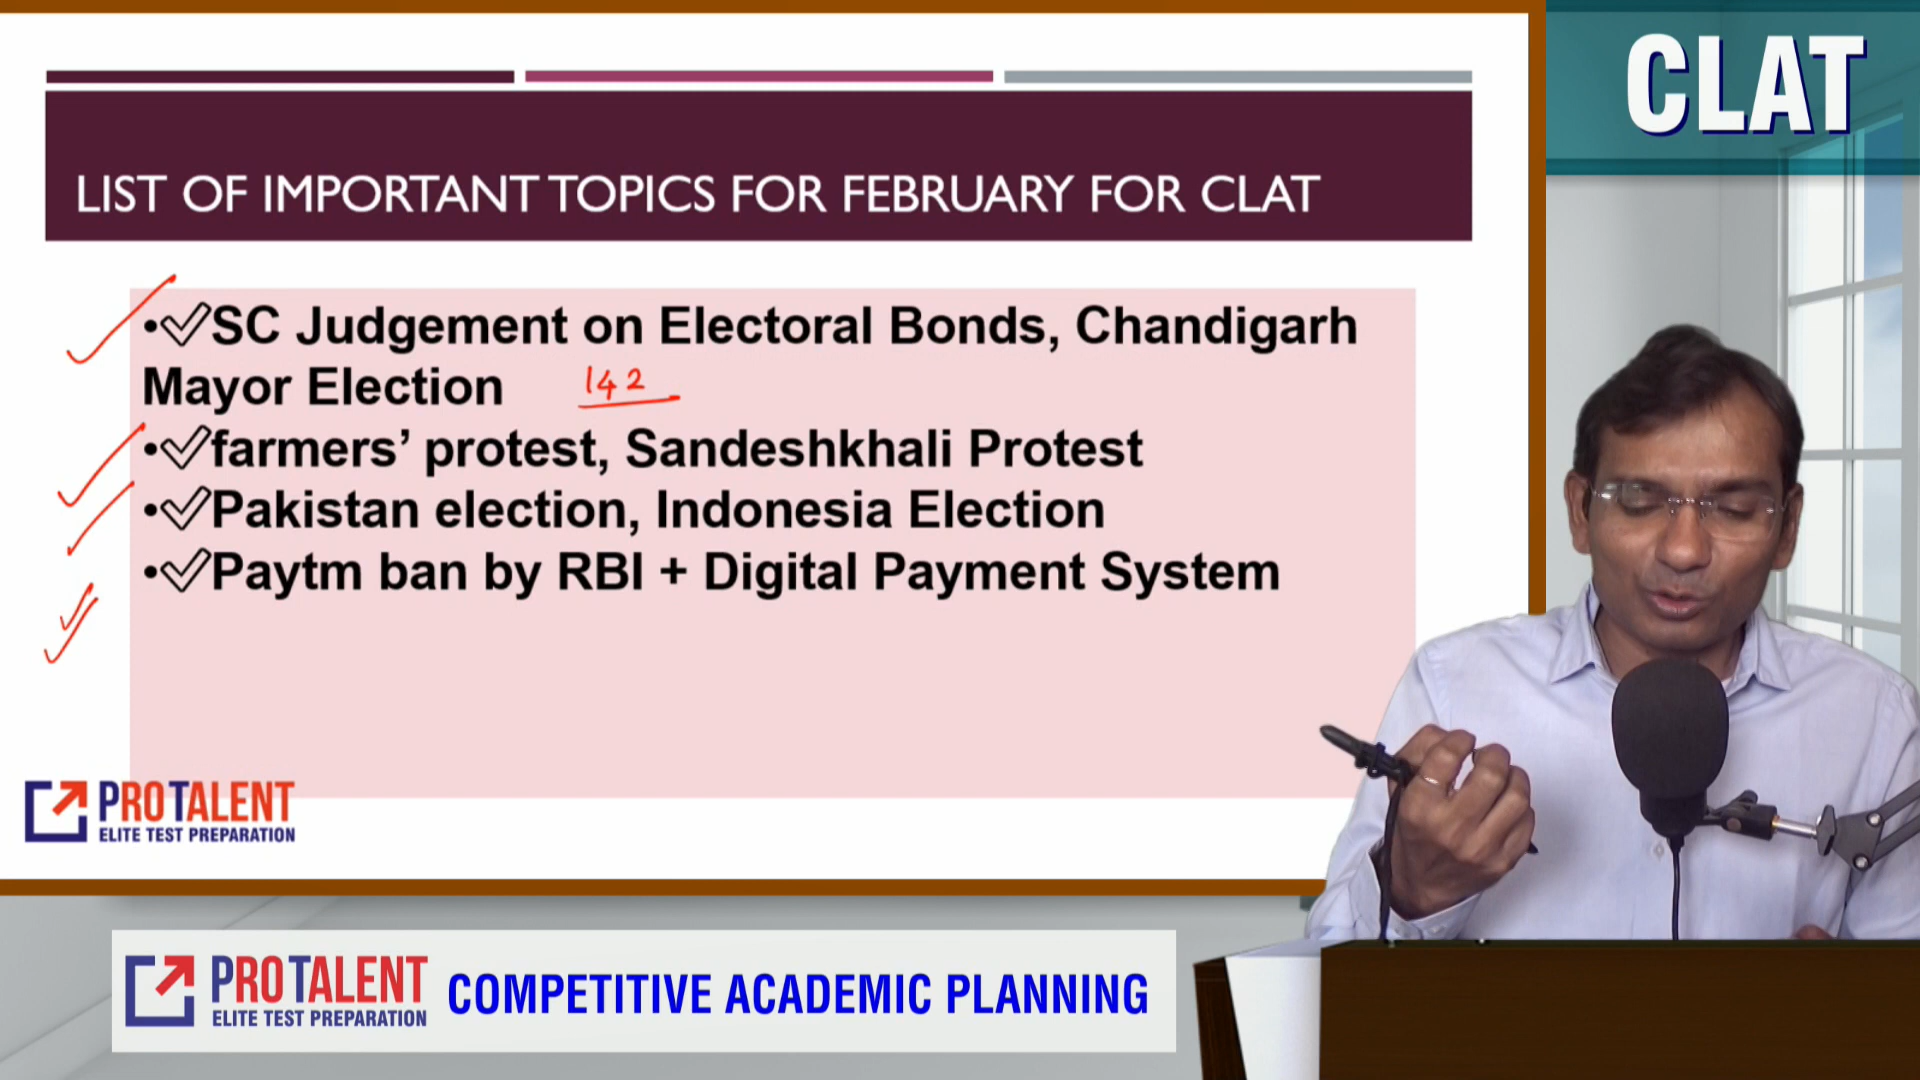 CLAT
LIST OF IMPORTANT TOPICS FOR FEBRUARY FOR CLAT
•✓SC Judgement on Electoral Bonds, Chandigarh
Mayor Election 142
•✓farmers’ protest, Sandeshkhali Protest
•✓Pakistan election, Indonesia Election
•✓Paytm ban by RBI + Digital Payment System
PROTALENT
ELITE TEST PREPARATION
PROTALENT
ELITE TEST PREPARATION
COMPETITIVE ACADEMIC PLANNING